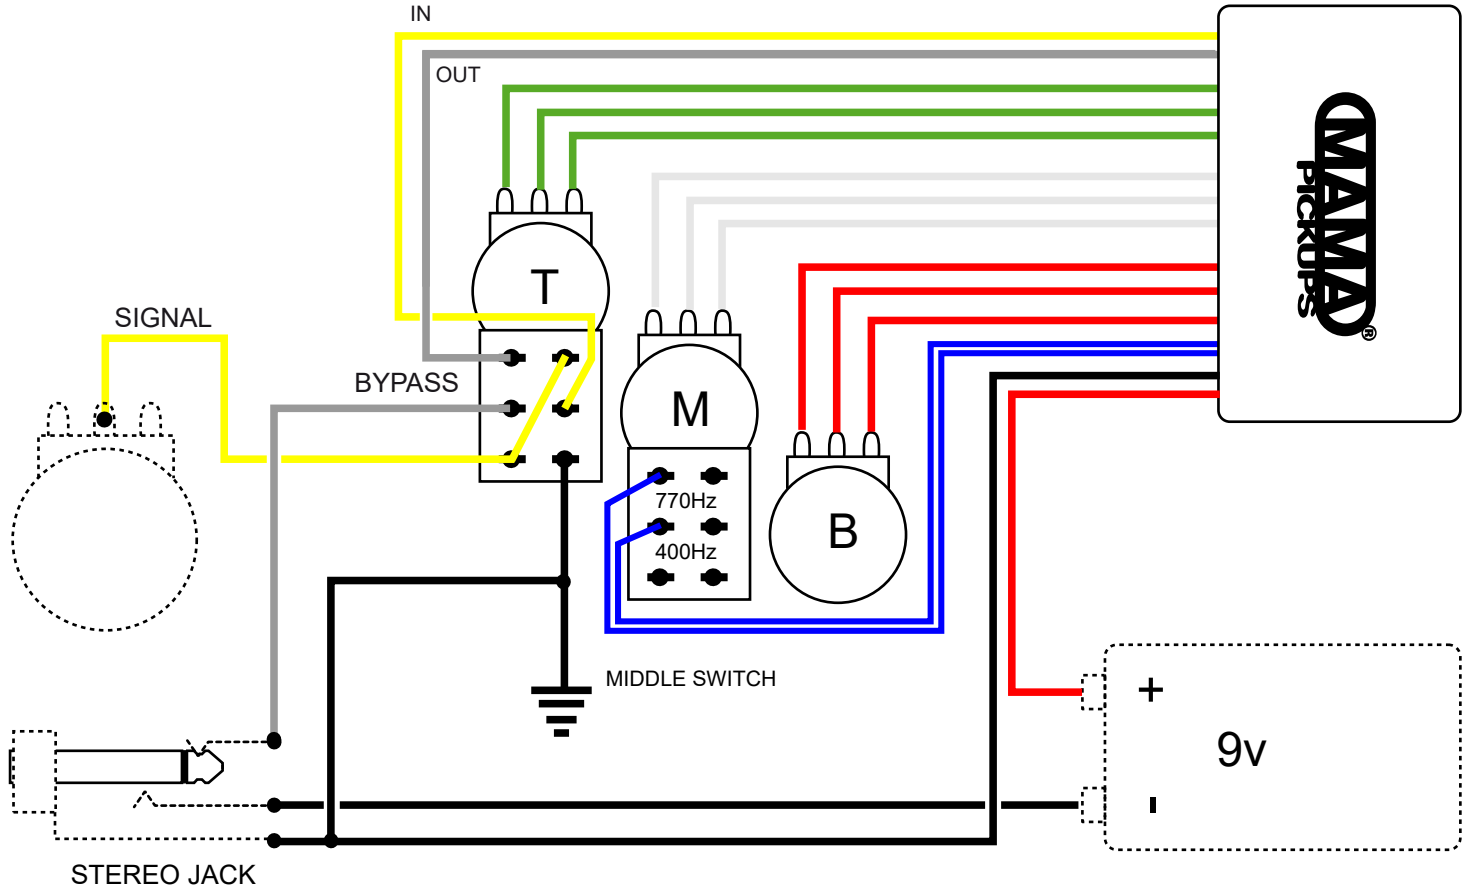 IN
OUT
MAMA
PICKUPS
®
T
SIGNAL
BYPASS
M
770Hz
400Hz
B
MIDDLE SWITCH
+
9v
-
STEREO JACK